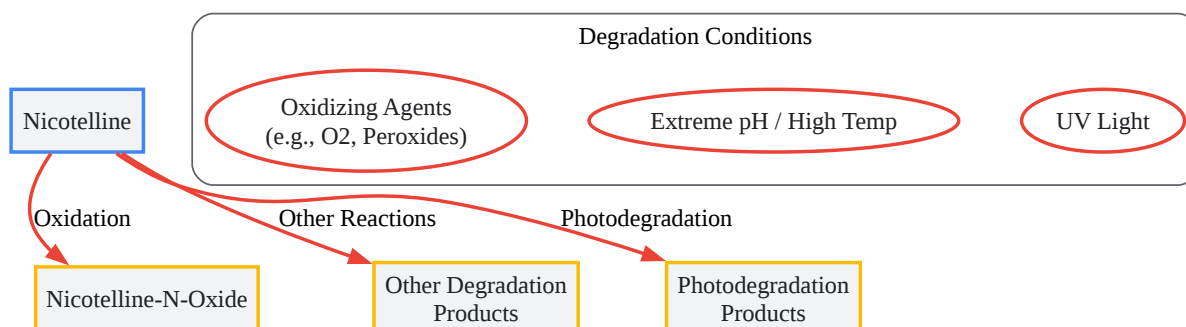 Degradation Conditions
Nicotelline
Oxidizing Agents
(e.g., O2, Peroxides)
Extreme pH / High Temp
UV Light
Oxidation
Other Reactions
Photodegradation
Nicotelline-N-Oxide
Other Degradation
Products
Photodegradation
Products